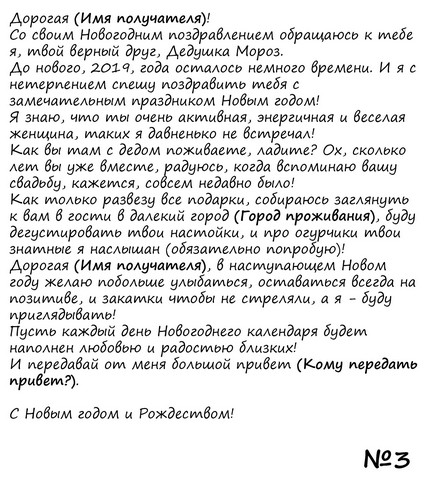 Дорогая (Имя получателя)!
Со своим Новогодним поздравлением обращаюсь к тебе
я, твой верный друг, Дедушка Мороз.
До нового, 2019, года осталось немного времени. И я с
нетерпением спешу поздравить тебя с
замечательным праздником Новым годом!
Я знаю, что ты очень активная, энергичная и веселая
женщина, таких я давненько не встречал!
Как вы там с дедом поживаете, ладите? Ох, сколько
лет вы уже вместе, радуюсь, когда вспоминаю вашу
свадьбу, кажется, совсем недавно было!
Как только развезу все подарки, собираюсь заглянуть
к вам в гости в далекий город (Город проживания), буду
дегустировать твои настойки, и про огурчики твои
знатные я наслышан (обязательно попробую)!
Дорогая (Имя получателя), в наступающем Новом
году желаю побольше улыбаться, оставаться всегда на
позитиве, и закатки чтобы не стреляли, а я - буду
приглядывать!
Пусть каждый день Новогоднего календаря будет
наполнен любовью и радостью близких!
И передавай от меня большой привет (Кому передать
привет?).
С Новым годом и Рождеством!
№3